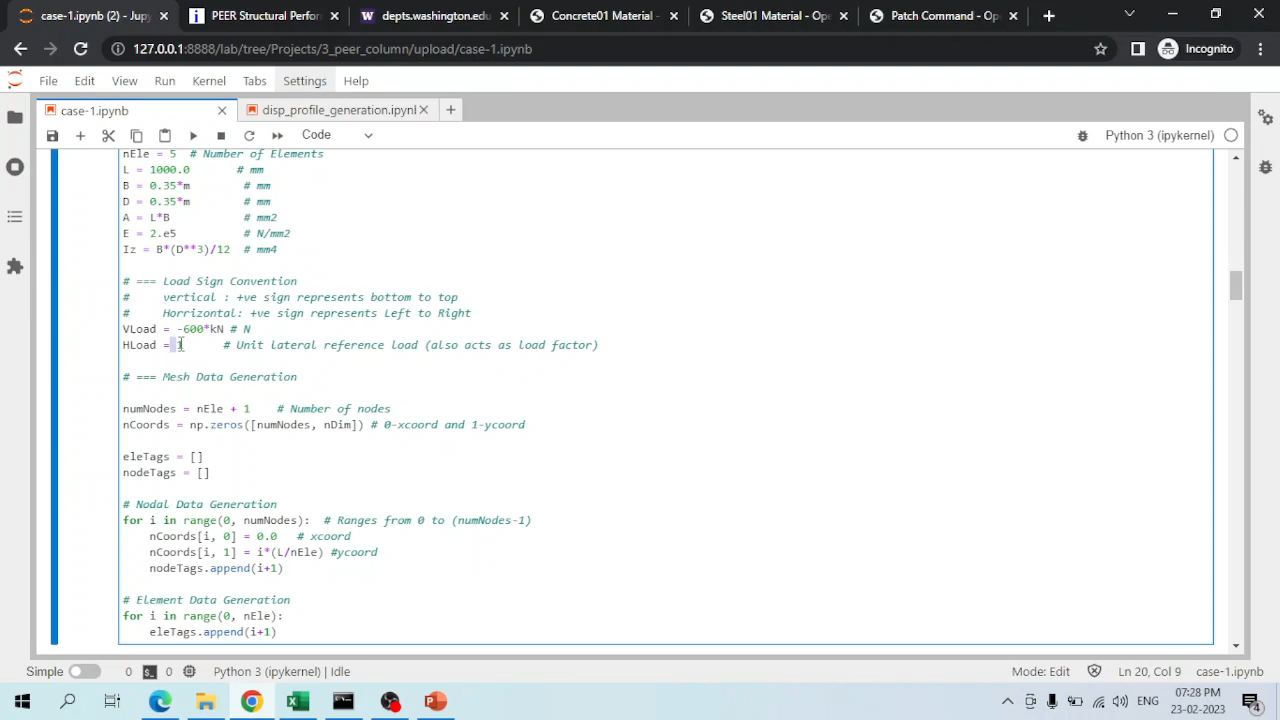 case-1.ipynb (2) - Jup
PEER Structural Perfor
depts.washington.edu
Concrete01 Material -
Steel01 Material - Ope
Patch Command - Op
127.0.0.1:8888/lab/tree/Projects/3_peer_column/upload/case-1.ipynb
Incognito
File Edit View Run Kernel Tabs Settings Help
case-1.ipynb
disp_profile_generation.ipynl
Code
Python 3 (ipykernel)
nEle = 5 # Number of Elements
L = 1000.0 # mm
B = 0.35*m # mm
D = 0.35*m # mm
A = L*B # mm2
E = 2.e5 # N/mm2
Iz = B*(D**3)/12 # mm4
# === Load Sign Convention
# vertical : +ve sign represents bottom to top
# Horrizontal: +ve sign represents Left to Right
VLoad = -600*kN # N
HLoad = 1 # Unit lateral reference load (also acts as load factor)
# === Mesh Data Generation
numNodes = nEle + 1 # Number of nodes
nCoords = np.zeros([numNodes, nDim]) # 0-xcoord and 1-ycoord
eleTags = []
nodeTags = []
# Nodal Data Generation
for i in range(0, numNodes): # Ranges from 0 to (numNodes-1)
nCoords[i, 0] = 0.0 # xcoord
nCoords[i, 1] = i*(L/nEle) #ycoord
nodeTags.append(i+1)
# Element Data Generation
for i in range(0, nEle):
eleTags.append(i+1)
Simple 0 0 Python 3 (ipykernel) | Idle Mode: Edit Ln 20, Col 9 case-1.ipynb
ENG
07:28 PM
23-02-2023
4